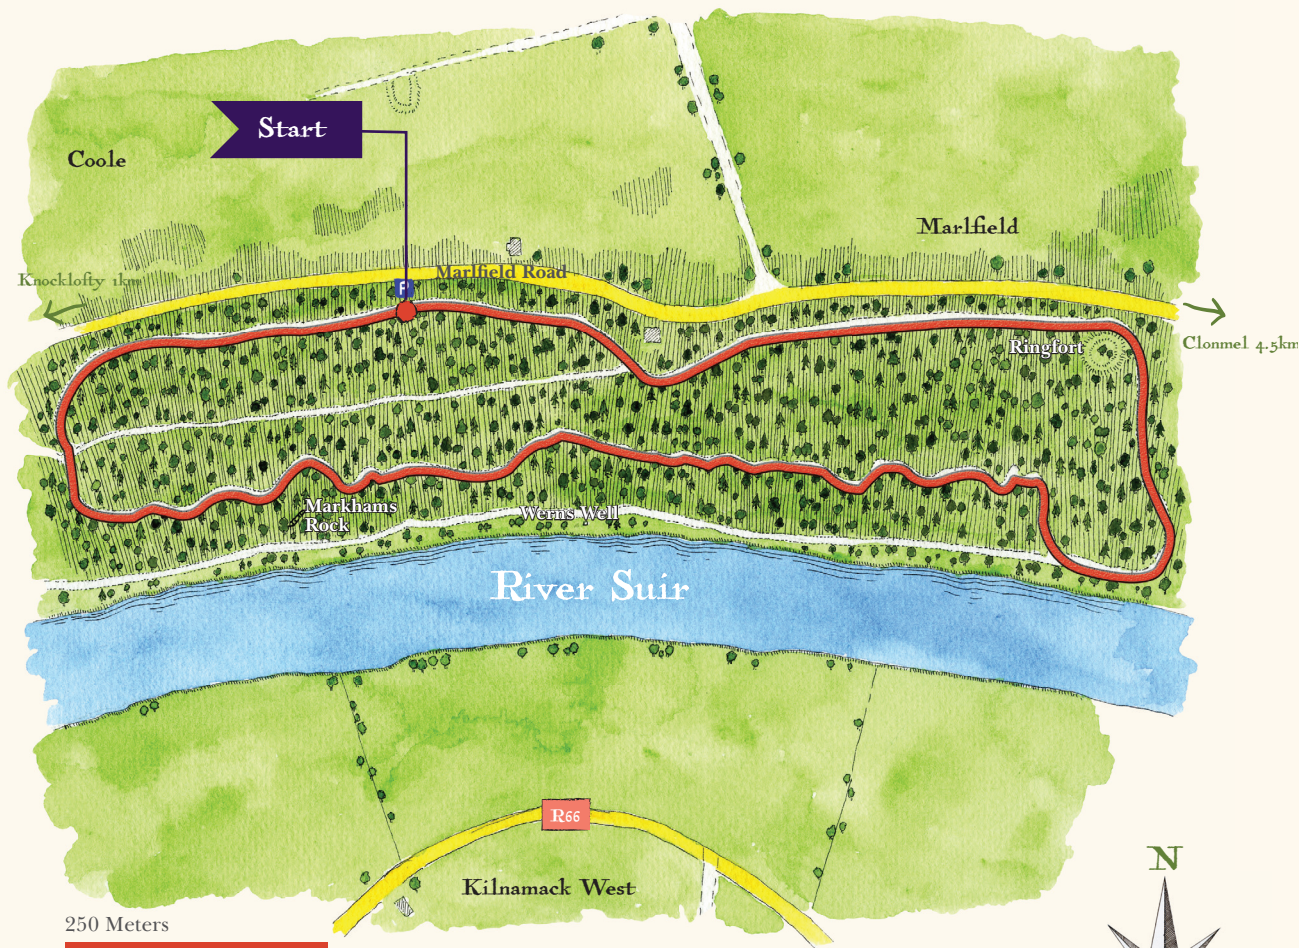 Start
Coole
Marlfield
Marlfield Road
Knocklofty 1km
P
Clonmel 4.5km
Ringfort
Markhams
Rock
Werns Well
River Suir
R66
Kilnamack West
N
250 Meters